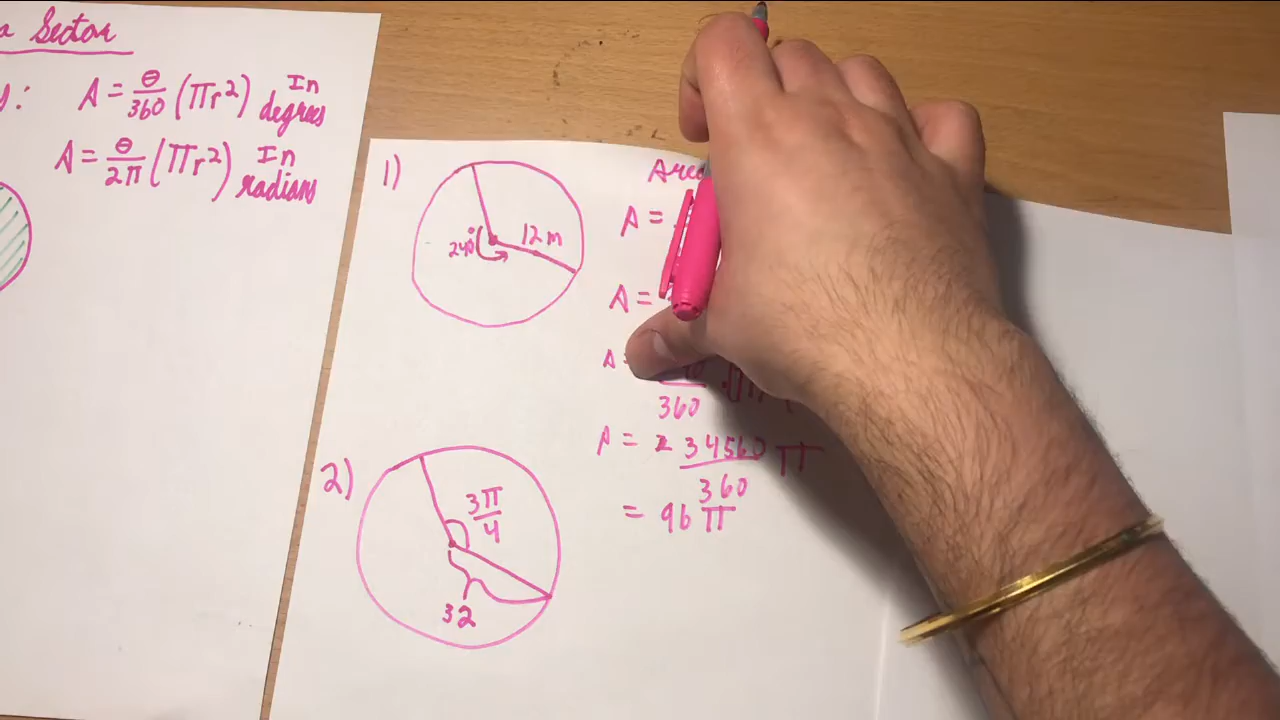 a Sector
s: A = θ/360 (πr²) In degrees
A = θ/2π (πr²) In radians
1)
240°
12m
A =
A =
A
360
A = 34560/360 π
= 96 π
2)
3π/4
32